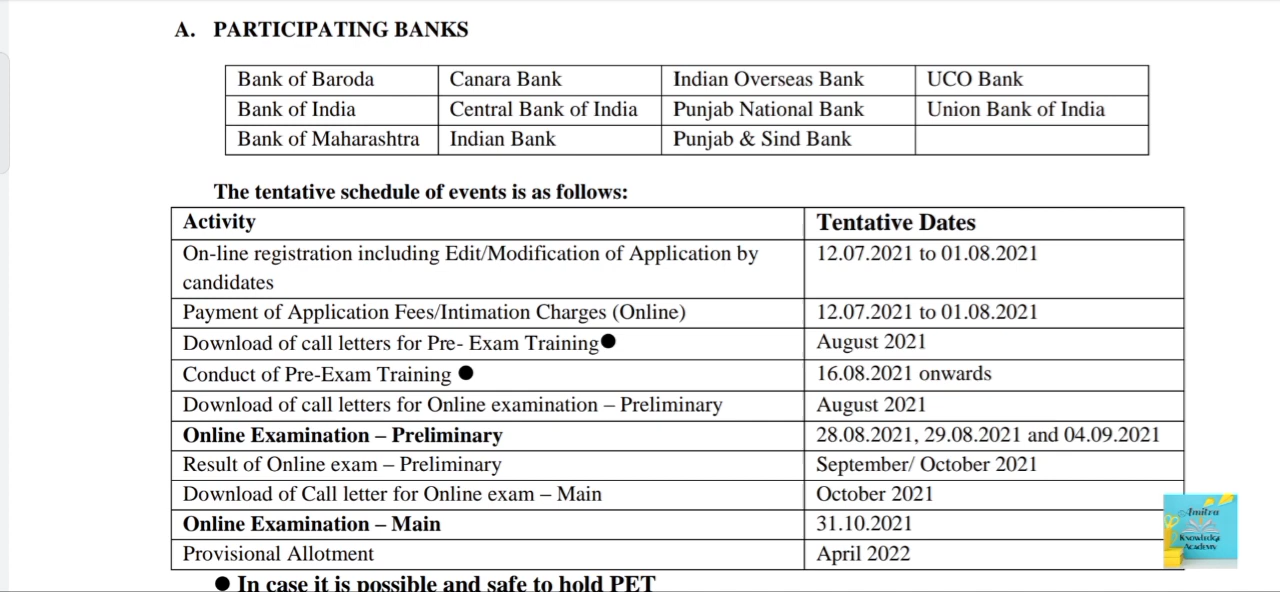 A. PARTICIPATING BANKS
Bank of Baroda Canara Bank Indian Overseas Bank UCO Bank
Bank of India Central Bank of India Punjab National Bank Union Bank of India
Bank of Maharashtra Indian Bank Punjab & Sind Bank
The tentative schedule of events is as follows:
Activity Tentative Dates
On-line registration including Edit/Modification of Application by 12.07.2021 to 01.08.2021
candidates
Payment of Application Fees/Intimation Charges (Online) 12.07.2021 to 01.08.2021
Download of call letters for Pre- Exam Training● August 2021
Conduct of Pre-Exam Training ● 16.08.2021 onwards
Download of call letters for Online examination – Preliminary August 2021
Online Examination – Preliminary 28.08.2021, 29.08.2021 and 04.09.2021
Result of Online exam – Preliminary September/ October 2021
Download of Call letter for Online exam – Main October 2021
Online Examination – Main 31.10.2021
Provisional Allotment April 2022
● In case it is possible and safe to hold PET
Amitra
Knowledge
Academy